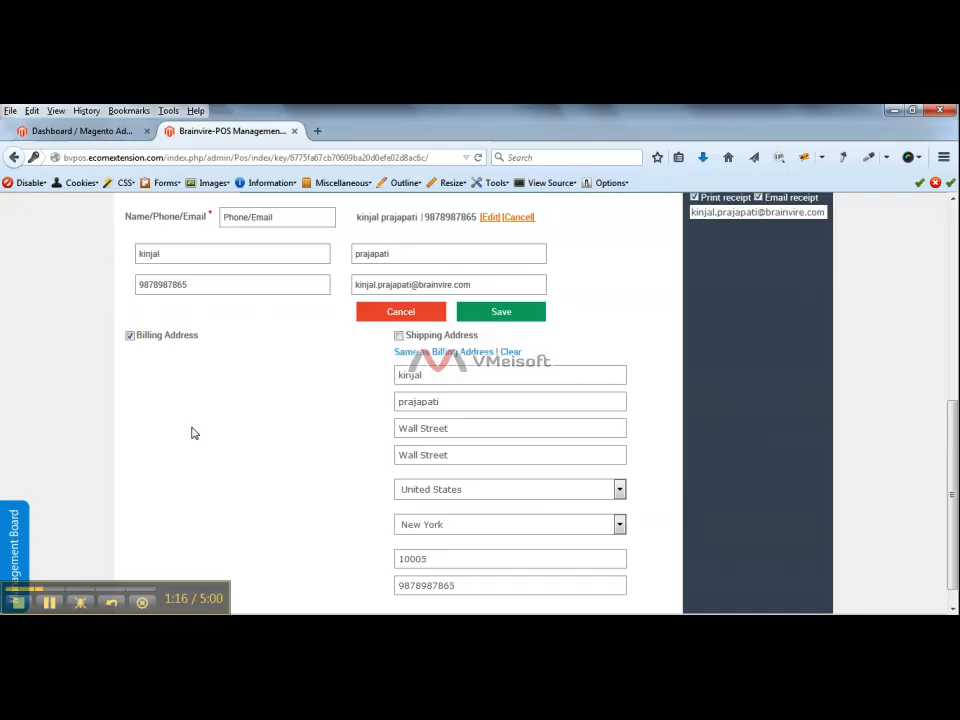 File Edit View History Bookmarks Tools Help
Dashboard / Magento Ad... × Brainvire-POS Managemen... × +
bvpos.ecomextension.com/index.php/admin/Pos/index/key/6775fa67cb70609ba20d0efe02d8a6c/ Search
Disable Cookies CSS Forms Images Information Miscellaneous Outline Resize Tools View Source Options
Print receipt Email receipt
kinjal.prajapati@brainvire.com
Name/Phone/Email * Phone/Email kinjal prajapati | 9878987865 [Edit] [Cancel]
kinjal prajapati
9878987865 kinjal.prajapati@brainvire.com
Cancel Save
Billing Address Shipping Address
Same as Billing Address | Clear
VMeisoft
kinjal
prajapati
Wall Street
Wall Street
United States
New York
10005
9878987865
Management Board
1:16 / 5:00